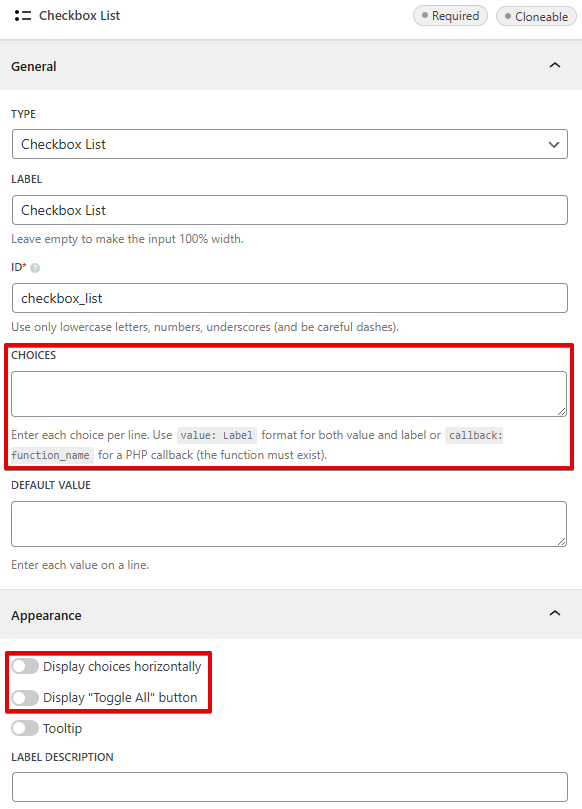 Checkbox List
Required
Cloneable
General
TYPE
Checkbox List
LABEL
Checkbox List
Leave empty to make the input 100% width.
ID*
checkbox_list
Use only lowercase letters, numbers, underscores (and be careful dashes).
CHOICES
Enter each choice per line. Use value: Label format for both value and label or callback:
function_name for a PHP callback (the function must exist).
DEFAULT VALUE
Enter each value on a line.
Appearance
Display choices horizontally
Display "Toggle All" button
Tooltip
LABEL DESCRIPTION